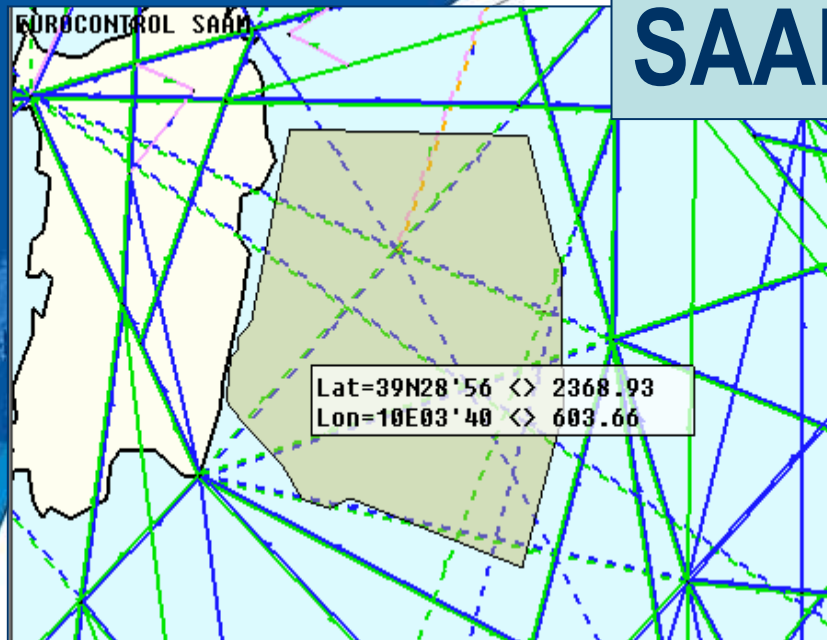 EUROCONTROL SAAM
SAA
Lat=39N28'56 <> 2368.93
Lon=10E03'40 <> 603.66